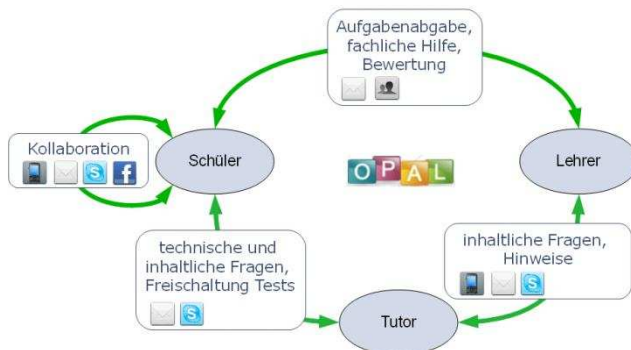 Aufgabenabgabe,
fachliche Hilfe,
Bewertung
Kollaboration
Schüler
OPAL
Lehrer
technische und
inhaltliche Fragen,
Freischaltung Tests
inhaltliche Fragen,
Hinweise
Tutor